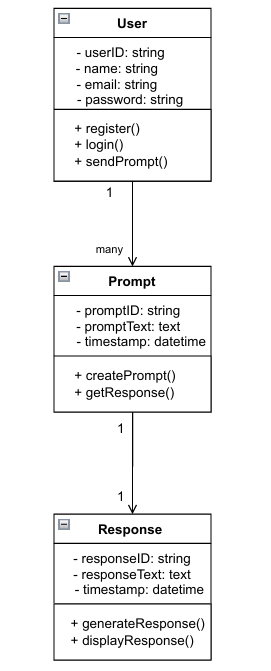 User
- userID: string
- name: string
- email: string
- password: string
+ register()
+ login()
+ sendPrompt()
1
many
Prompt
- promptID: string
- promptText: text
- timestamp: datetime
+ createPrompt()
+ getResponse()
1
1
Response
- responseID: string
- responseText: text
- timestamp: datetime
+ generateResponse()
+ displayResponse()